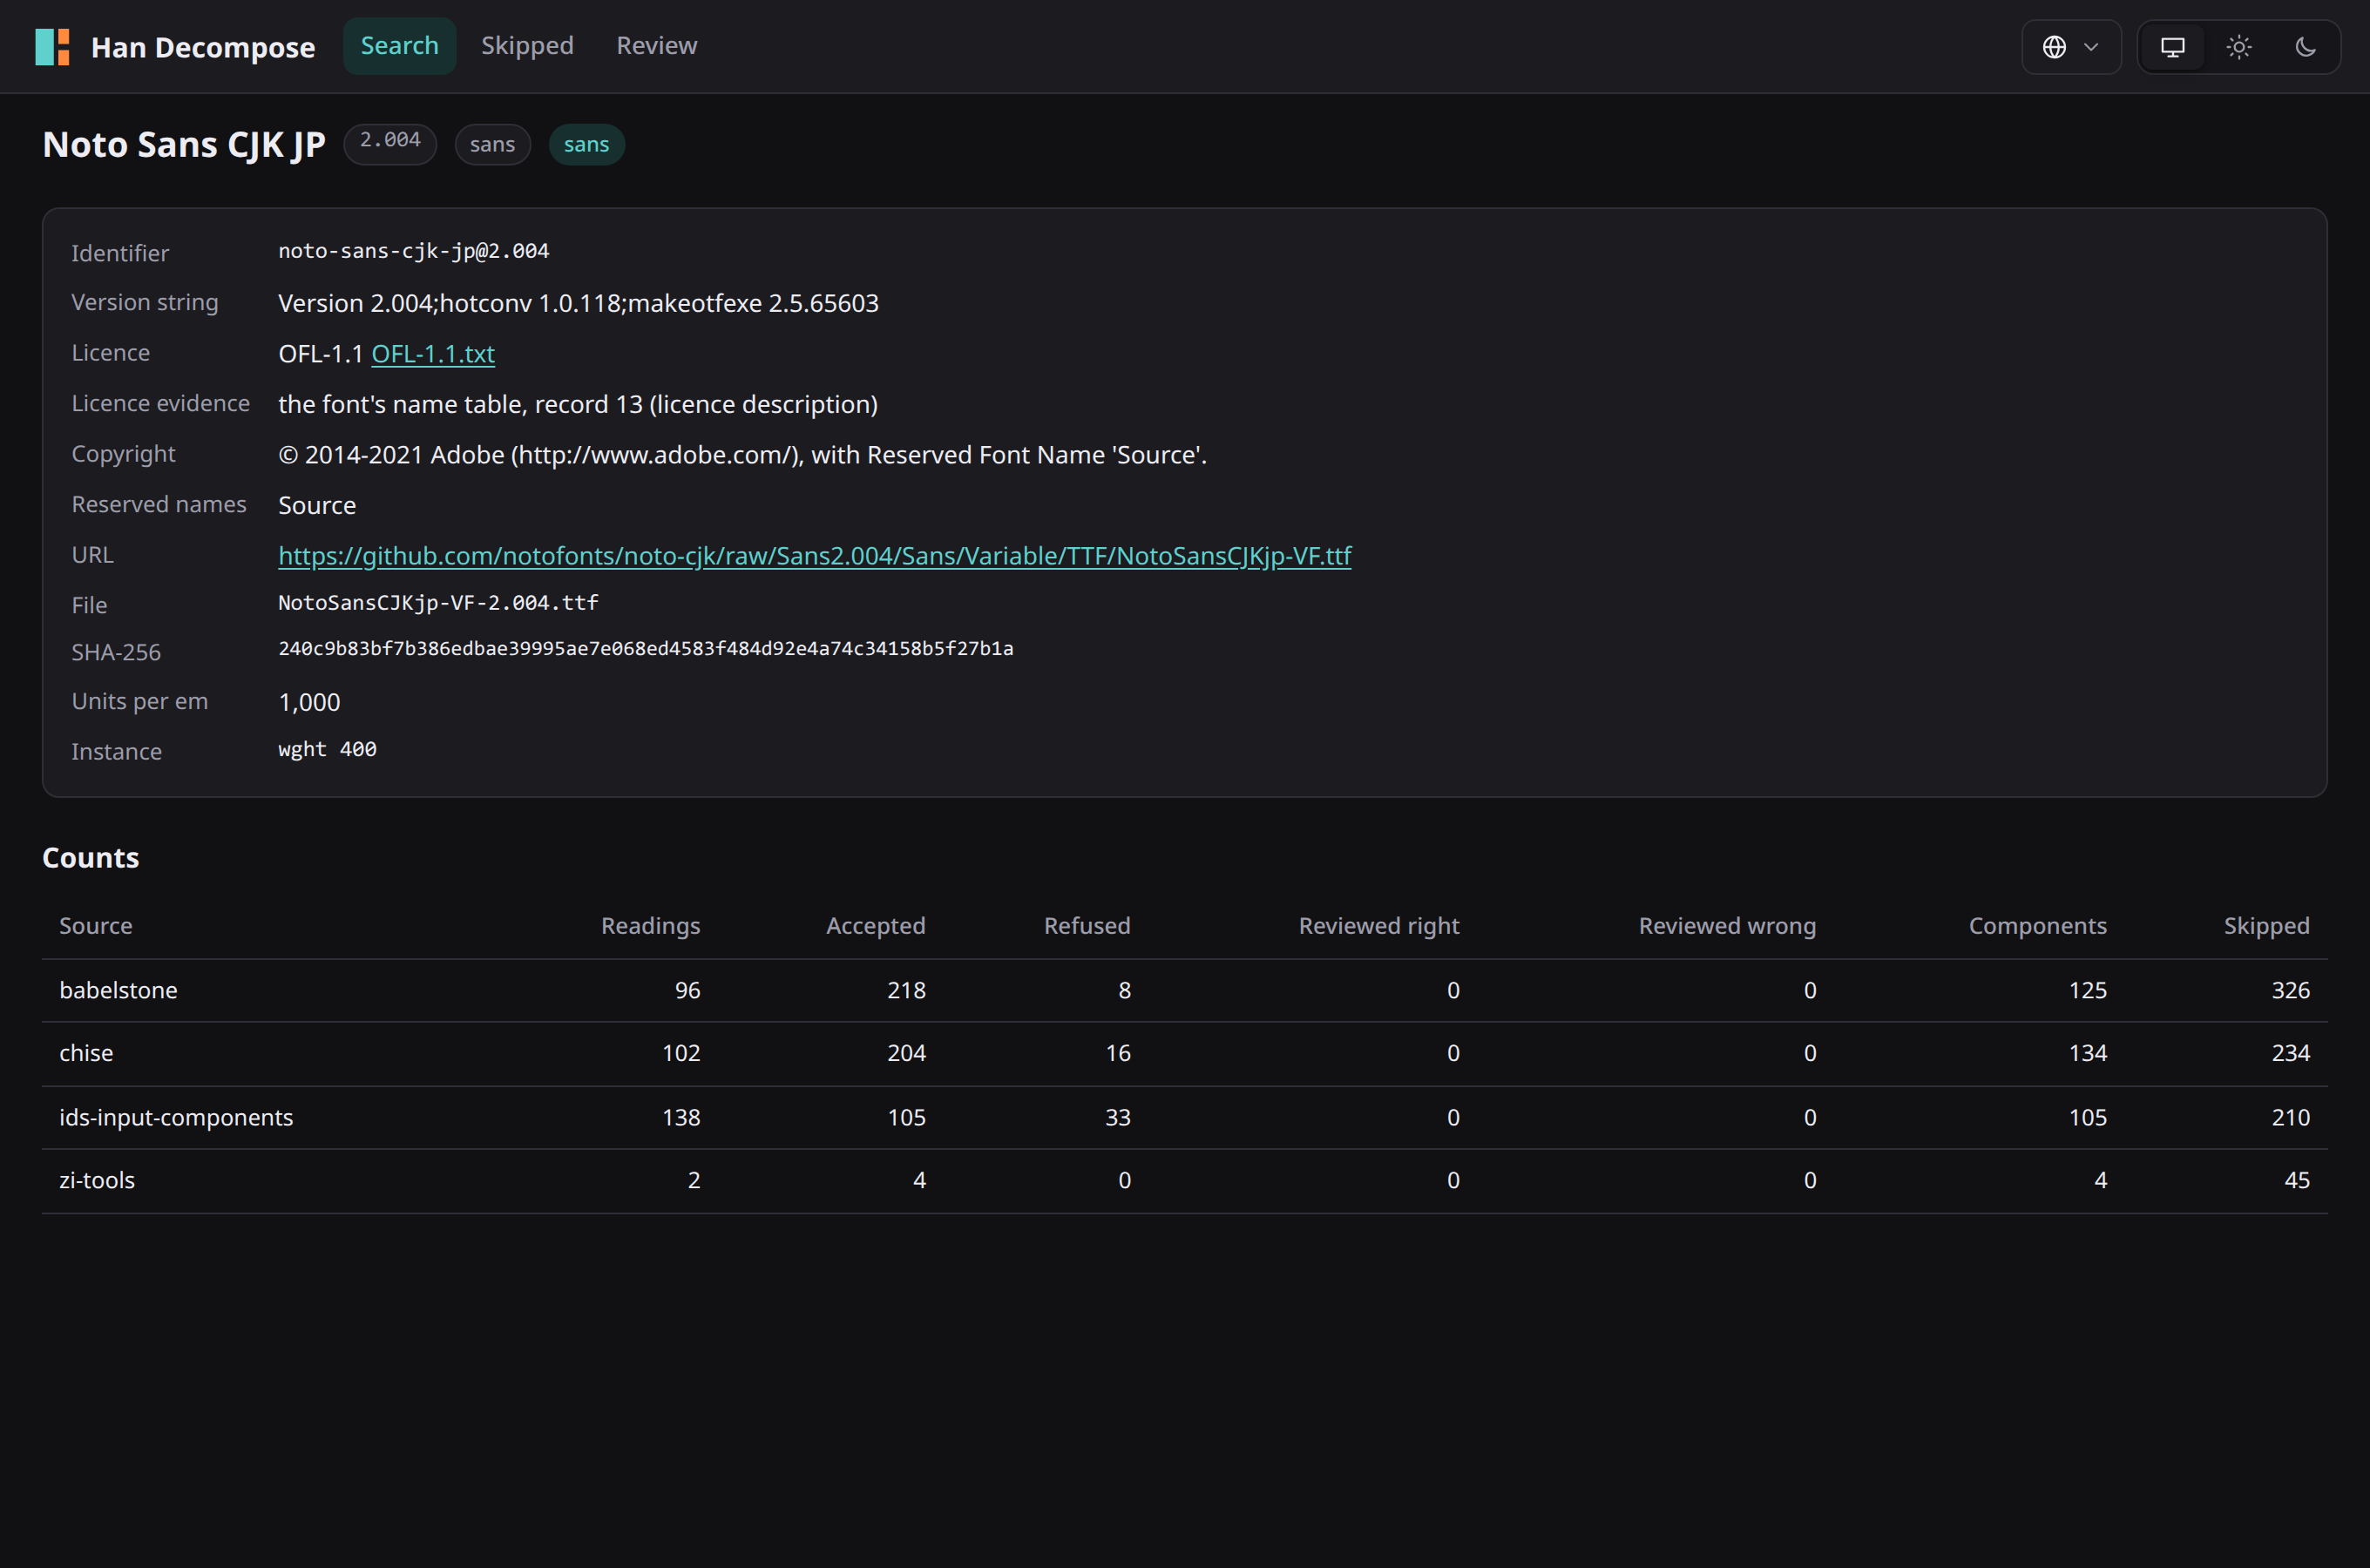 Han Decompose Search Skipped Review
Noto Sans CJK JP 2.004 sans sans
Identifier noto-sans-cjk-jp@2.004
Version string Version 2.004;hotconv 1.0.118;makeotfexe 2.5.65603
Licence OFL-1.1 OFL-1.1.txt
Licence evidence the font's name table, record 13 (licence description)
Copyright © 2014-2021 Adobe (http://www.adobe.com/), with Reserved Font Name 'Source'.
Reserved names Source
URL https://github.com/notofonts/noto-cjk/raw/Sans2.004/Sans/Variable/TTF/NotoSansCJKjp-VF.ttf
File NotoSansCJKjp-VF-2.004.ttf
SHA-256 240c9b83bf7b386edbae39995ae7e068ed4583f484d92e4a74c34158b5f27b1a
Units per em 1,000
Instance wght 400
Counts
Source Readings Accepted Refused Reviewed right Reviewed wrong Components Skipped
babelstone 96 218 8 0 0 125 326
chise 102 204 16 0 0 134 234
ids-input-components 138 105 33 0 0 105 210
zi-tools 2 4 0 0 0 4 45